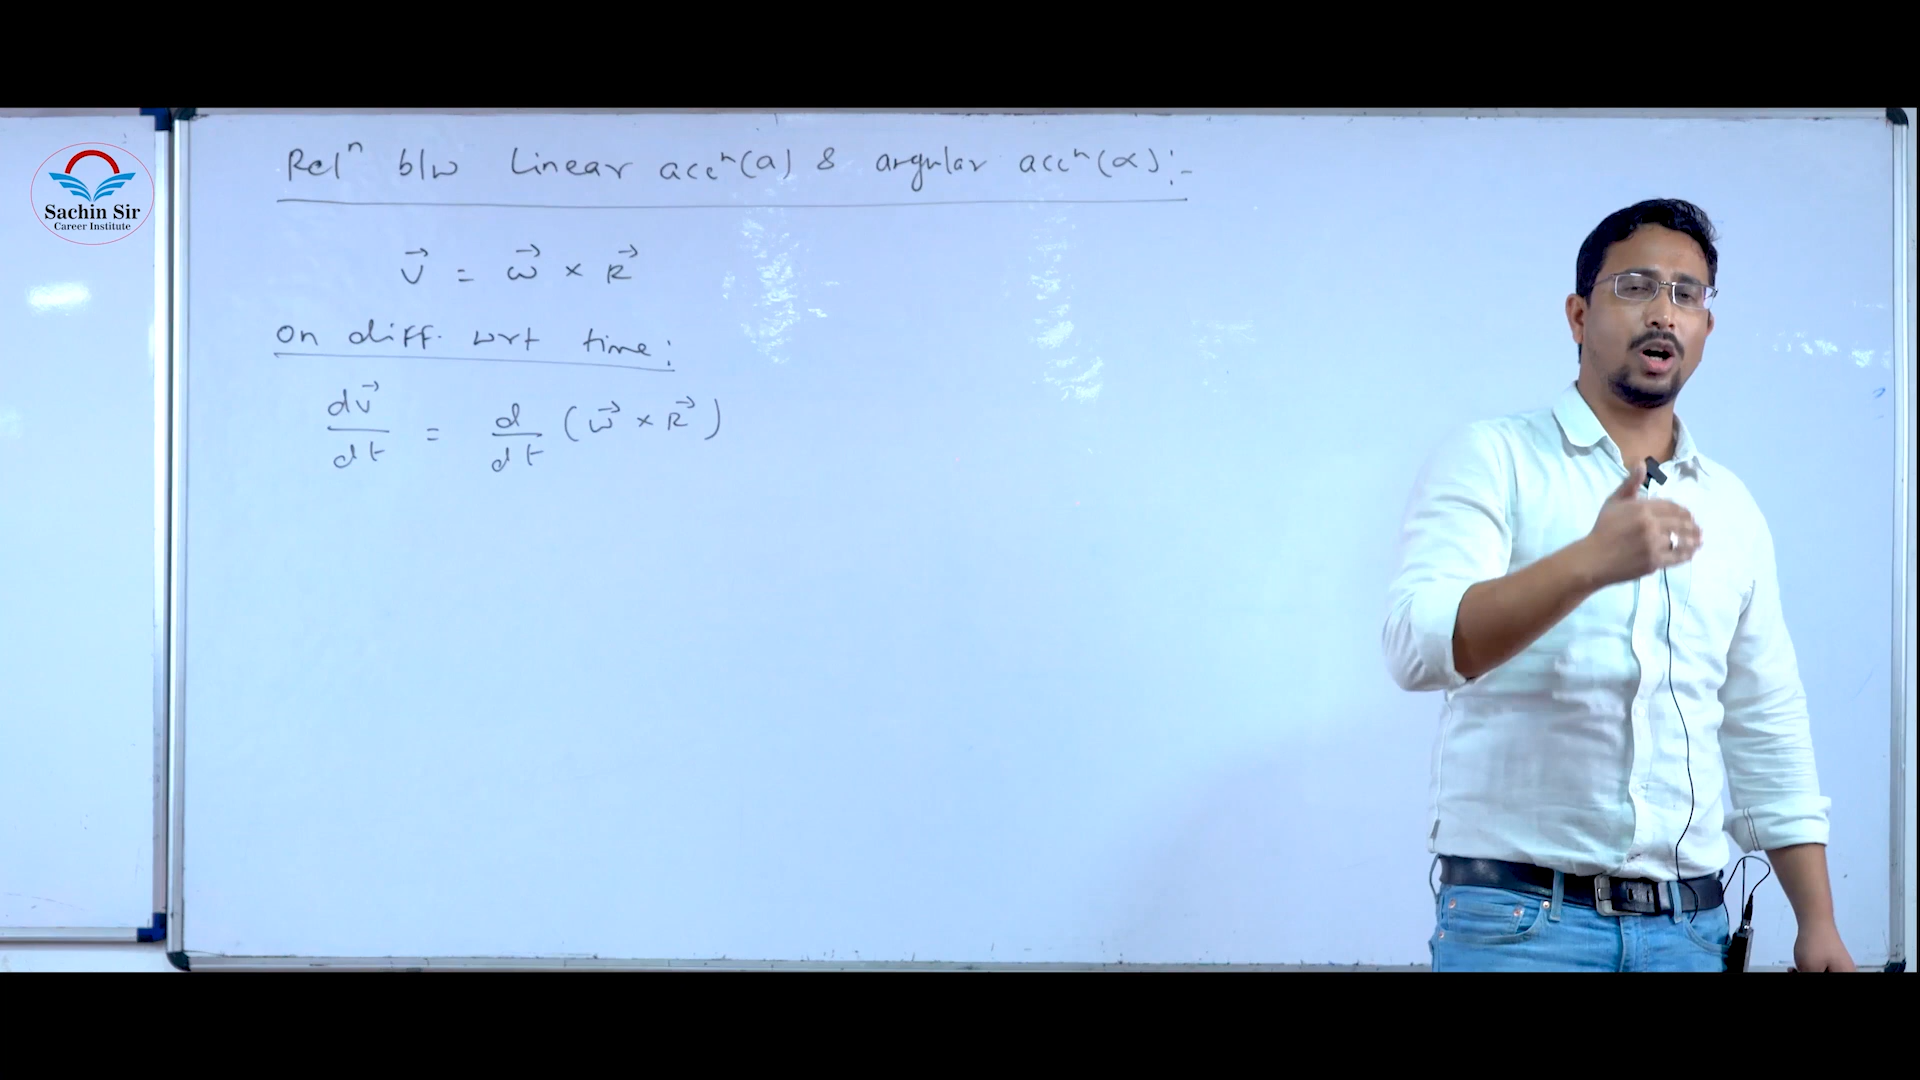 Sachin Sir
Career Institute
Relⁿ b/w Linear accⁿ(a) & angular accⁿ(α):-
v⃗ = ω⃗ × R⃗
on diff. wrt time:
dv⃗/dt = d/dt (ω⃗ × R⃗)